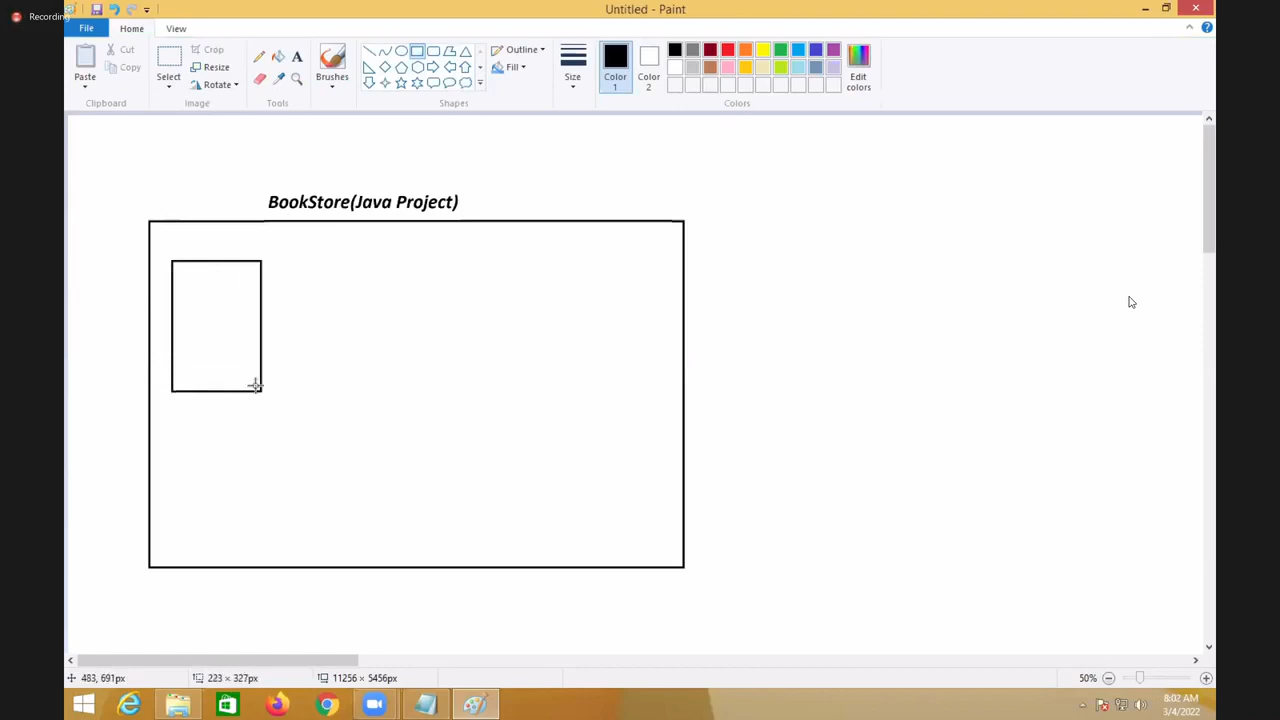 Recording
Untitled - Paint
File
Home
View
Paste
Cut
Copy
Clipboard
Select
Crop
Resize
Rotate
Image
Tools
Brushes
Outline
Fill
Shapes
Size
Color 1
Color 2
Edit colors
Colors
BookStore(Java Project)
483, 691px
223 × 327px
11256 × 5456px
50%
8:02 AM
3/4/2022